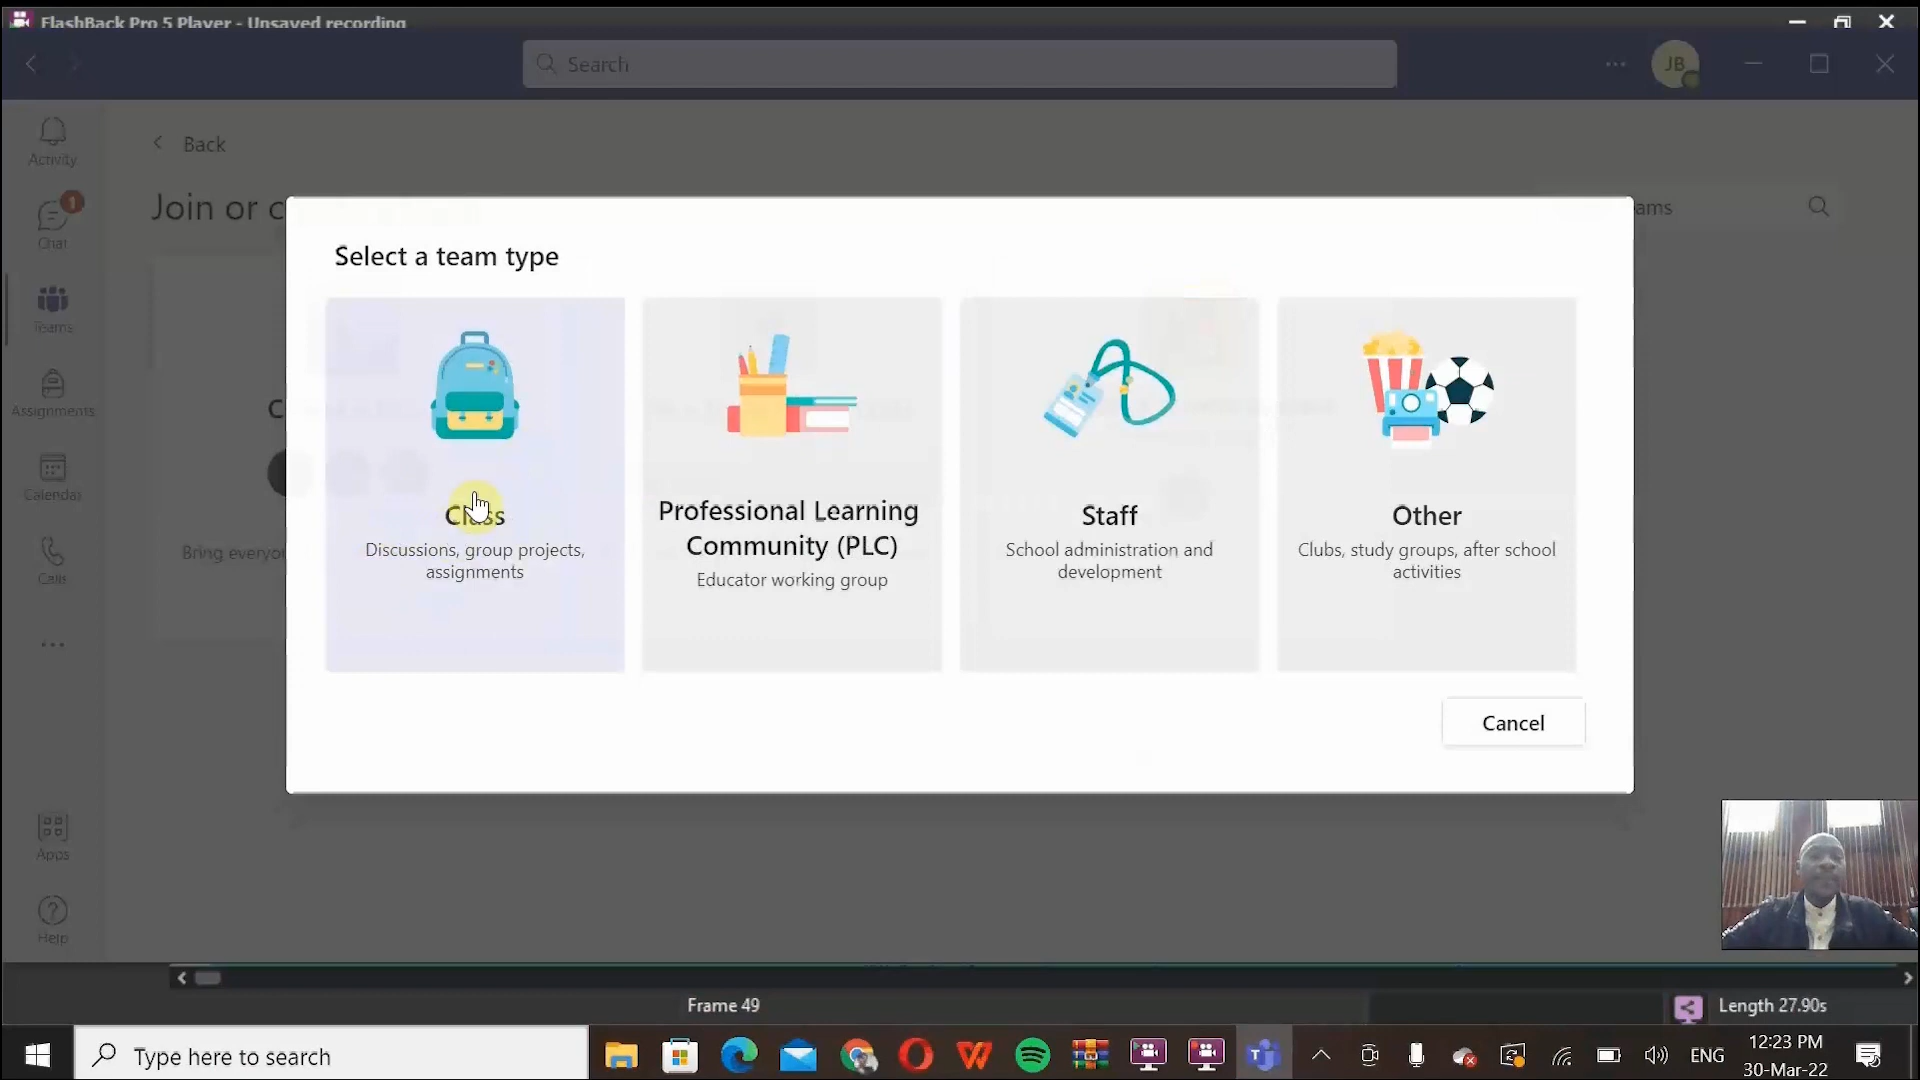 FlashBack Pro 5 Player - Unsaved recording
Search
JB
Activity
Back
1
Chat
Join or c
ams
Select a team type
Teams
Assignments
C
Calendar
Class
Discussions, group projects,
assignments
Professional Learning
Community (PLC)
Educator working group
Staff
School administration and
development
Other
Clubs, study groups, after school
activities
Bring everyon
Calls
Cancel
Apps
Help
Frame 49
Length 27.90s
Type here to search
ENG
12:23 PM
30-Mar-22